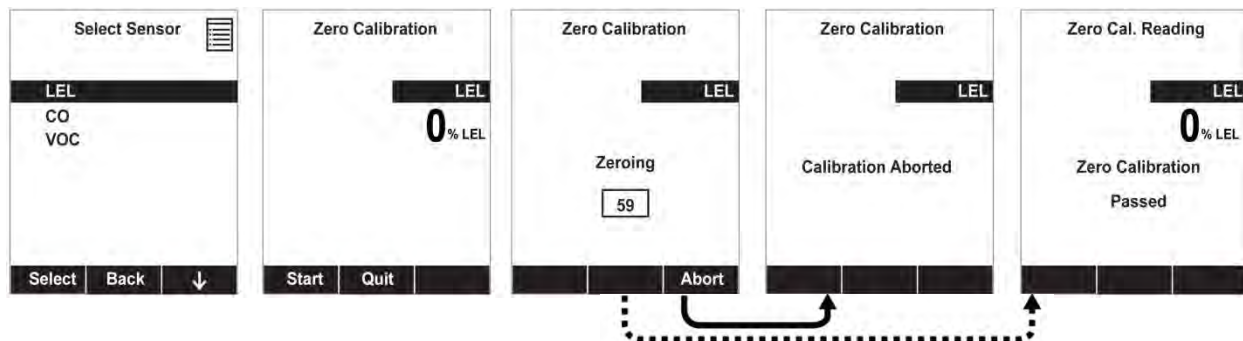 Select Sensor
LEL
CO
VOC
Select Back ↓
Zero Calibration
LEL
0 % LEL
Start Quit
Zero Calibration
LEL
Zeroing
59
Abort
Zero Calibration
LEL
Calibration Aborted
Zero Cal. Reading
LEL
0 % LEL
Zero Calibration
Passed